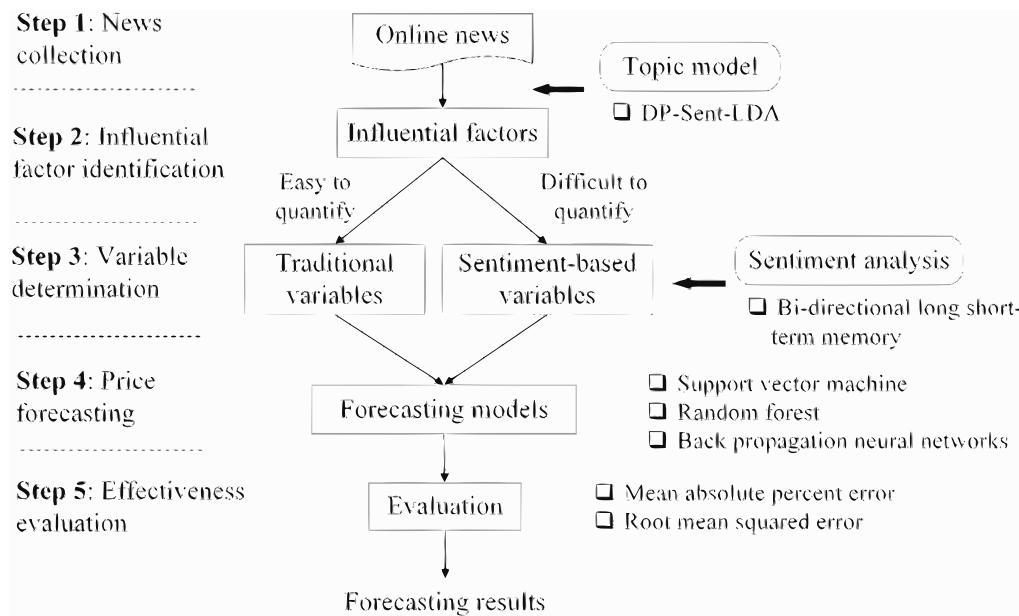 Step 1: News
collection
Online news
Topic model
DP-Sent-LDA
Step 2: Influential
factor identification
Influential factors
Easy to
quantify
Difficult to
quantify
Step 3: Variable
determination
Traditional
variables
Sentiment-based
variables
Sentiment analysis
Bi-directional long short-
term memory
Step 4: Price
forecasting
Forecasting models
Support vector machine
Random forest
Back propagation neural networks
Step 5: Effectiveness
evaluation
Evaluation
Mean absolute percent error
Root mean squared error
Forecasting results